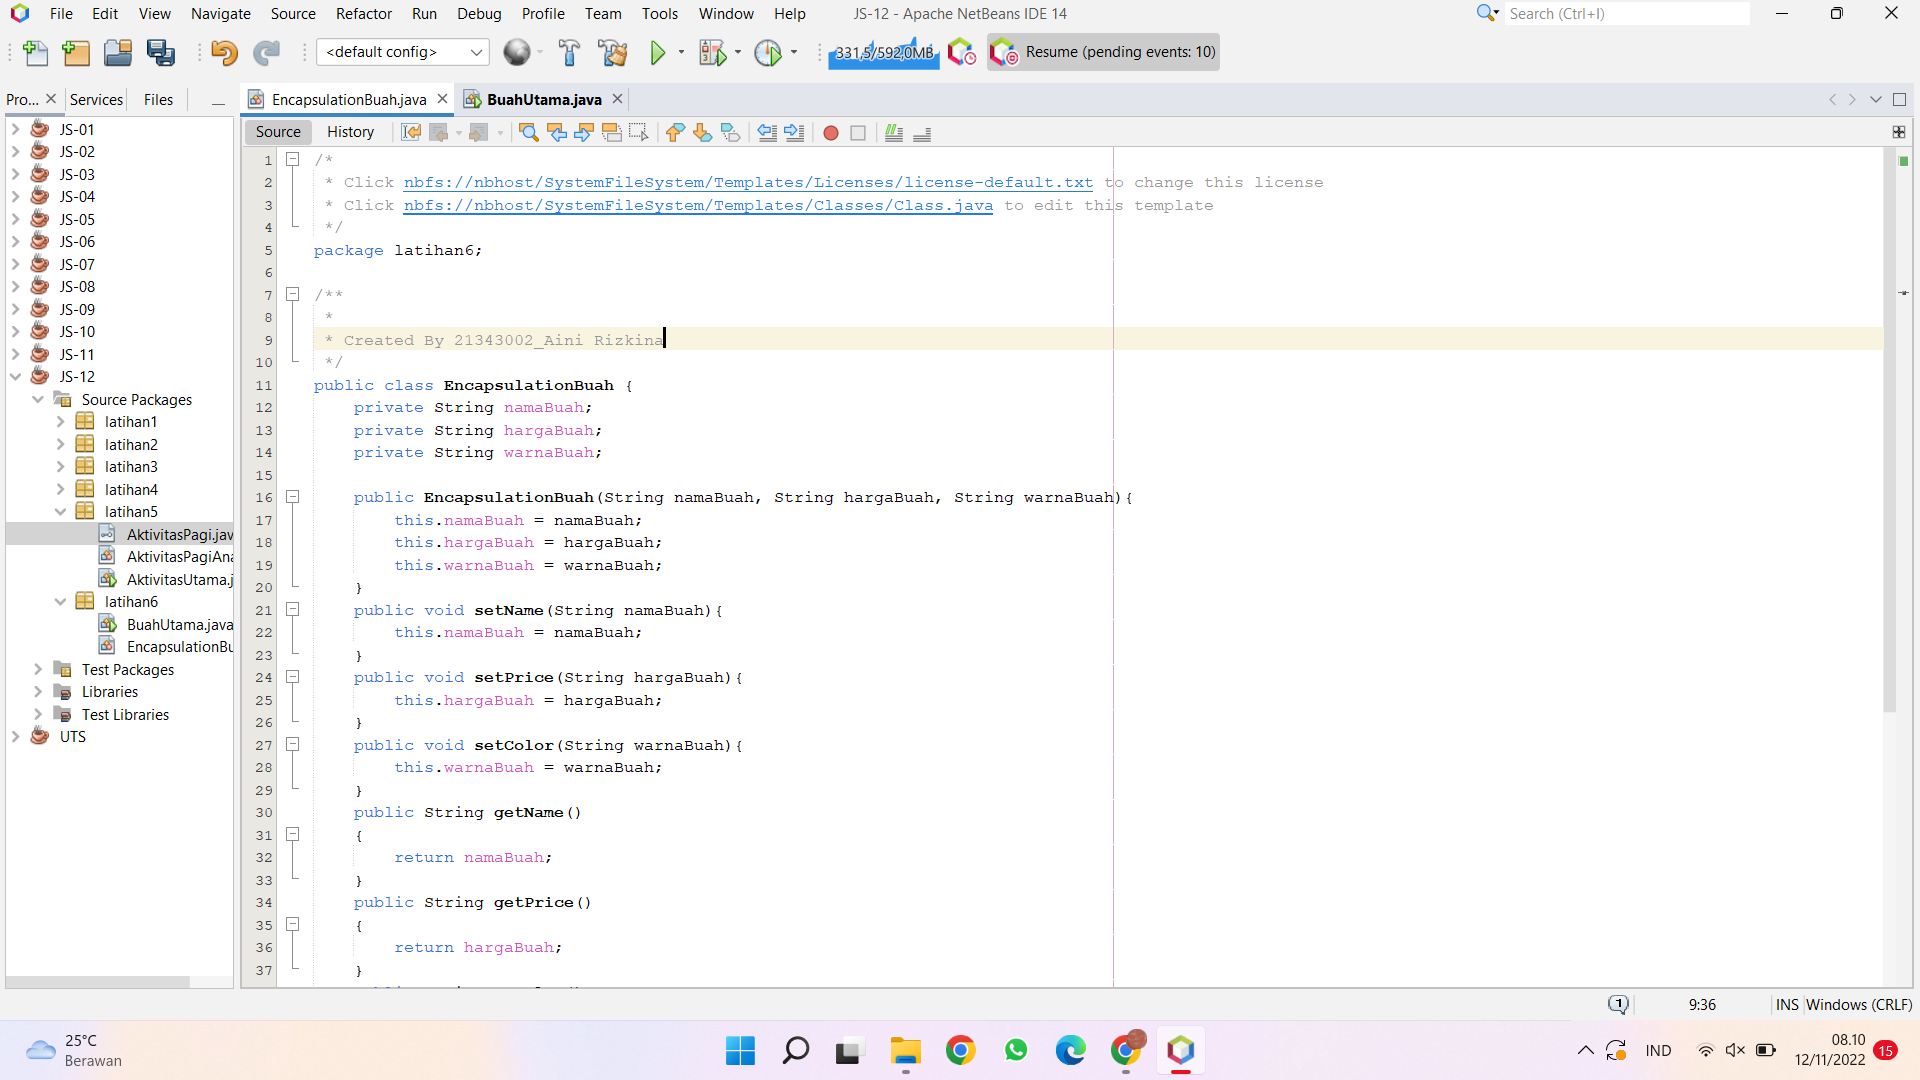 File Edit View Navigate Source Refactor Run Debug Profile Team Tools Window Help JS-12 - Apache NetBeans IDE 14 Search (Ctrl+I)
<default config> 331,5/592,0MB Resume (pending events: 10)
Pro... Services Files EncapsulationBuah.java BuahUtama.java
Source History
JS-01
JS-02
JS-03
JS-04
JS-05
JS-06
JS-07
JS-08
JS-09
JS-10
JS-11
JS-12
Source Packages
latihan1
latihan2
latihan3
latihan4
latihan5
AktivitasPagi.jav
AktivitasPagiAna
AktivitasUtama.j
latihan6
BuahUtama.java
EncapsulationBu
Test Packages
Libraries
Test Libraries
UTS
1 /*
2 * Click nbfs://nbhost/SystemFileSystem/Templates/Licenses/license-default.txt to change this license
3 * Click nbfs://nbhost/SystemFileSystem/Templates/Classes/Class.java to edit this template
4 */
5 package latihan6;
6
7 /**
8 *
9 * Created By 21343002_Aini Rizkina
10 */
11 public class EncapsulationBuah {
12 private String namaBuah;
13 private String hargaBuah;
14 private String warnaBuah;
15
16 public EncapsulationBuah(String namaBuah, String hargaBuah, String warnaBuah){
17 this.namaBuah = namaBuah;
18 this.hargaBuah = hargaBuah;
19 this.warnaBuah = warnaBuah;
20 }
21 public void setName(String namaBuah){
22 this.namaBuah = namaBuah;
23 }
24 public void setPrice(String hargaBuah){
25 this.hargaBuah = hargaBuah;
26 }
27 public void setColor(String warnaBuah){
28 this.warnaBuah = warnaBuah;
29 }
30 public String getName()
31 {
32 return namaBuah;
33 }
34 public String getPrice()
35 {
36 return hargaBuah;
37 }
1 9:36 INS Windows (CRLF)
25°C
Berawan
IND
08.10
12/11/2022
15